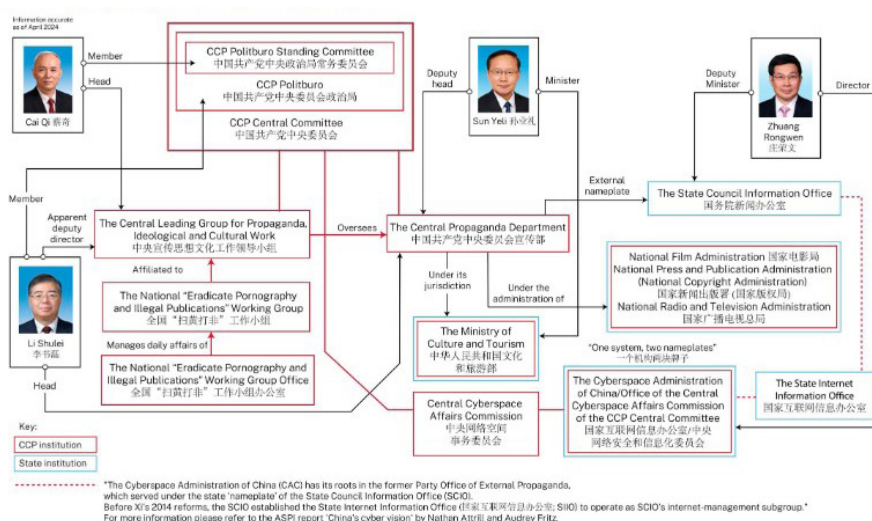 Information accurate
as of April 2024
Cai Qi 蔡奇
Member
Head
CCP Politburo Standing Committee
中国共产党中央政治局常务委员会
CCP Politburo
中国共产党中央委员会政治局
CCP Central Committee
中国共产党中央委员会
Deputy
head
Sun Yeli 孙业礼
Minister
Deputy
Minister
Zhuang
Rongwen
庄荣文
Director
Member
Apparent
deputy
director
Li Shulei
李书磊
Head
The Central Leading Group for Propaganda,
Ideological and Cultural Work
中央宣传思想文化工作领导小组
Oversees
The Central Propaganda Department
中国共产党中央委员会宣传部
External
nameplate
The State Council Information Office
国务院新闻办公室
Affiliated to
The National “Eradicate Pornography
and Illegal Publications” Working Group
全国“扫黄打非”工作小组
Manages daily affairs of
The National “Eradicate Pornography and
Illegal Publications” Working Group Office
全国“扫黄打非”工作小组办公室
Under its
jurisdiction
Under the
administration of
National Film Administration 国家电影局
National Press and Publication Administration
(National Copyright Administration)
国家新闻出版署 (国家版权局)
National Radio and Television Administration
国家广播电视总局
The Ministry of
Culture and Tourism
中华人民共和国文化
和旅游部
“One system, two nameplates”
一个机构两块牌子
Central Cyberspace
Affairs Commission
中央网络空间
事务委员会
The Cyberspace Administration
of China/Office of the Central
Cyberspace Affairs Commission
of the CCP Central Committee
国家互联网信息办公室/中央
网络安全和信息化委员会
The State Internet
Information Office
国家互联网信息办公室
Key:
CCP institution
State institution
"The Cyberspace Administration of China (CAC) has its roots in the former Party Office of External Propaganda,
which served under the state 'nameplate' of the State Council Information Office (SCIO).
Before Xi's 2014 reforms, the SCIO established the State Internet Information Office (国家互联网信息办公室; SIIO) to operate as SCIO's internet-management subgroup."
For more information please refer to the ASPI report 'China's cyber vision' by Nathan Attrill and Audrey Fritz.